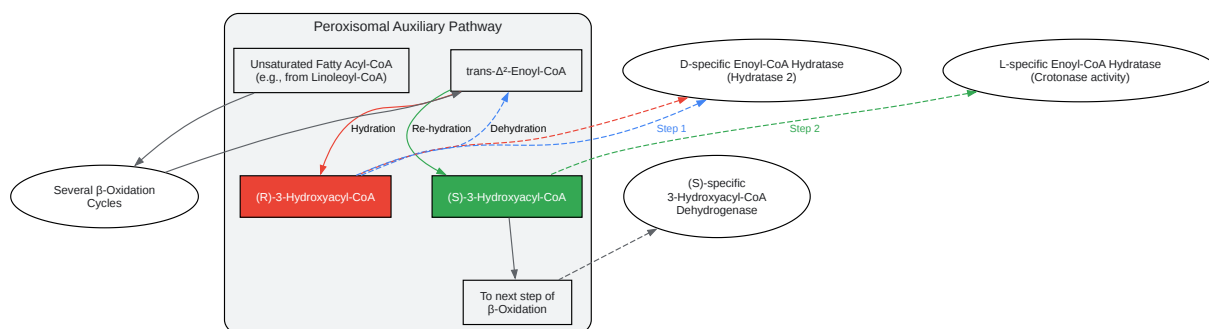 Peroxisomal Auxiliary Pathway
Unsaturated Fatty Acyl-CoA
(e.g., from Linoleoyl-CoA)
trans-Δ²-Enoyl-CoA
D-specific Enoyl-CoA Hydratase
(Hydratase 2)
L-specific Enoyl-CoA Hydratase
(Crotonase activity)
Hydration
Re-hydration
Dehydration
Step 1
Step 2
Several β-Oxidation
Cycles
(R)-3-Hydroxyacyl-CoA
(S)-3-Hydroxyacyl-CoA
(S)-specific
3-Hydroxyacyl-CoA
Dehydrogenase
To next step of
β-Oxidation